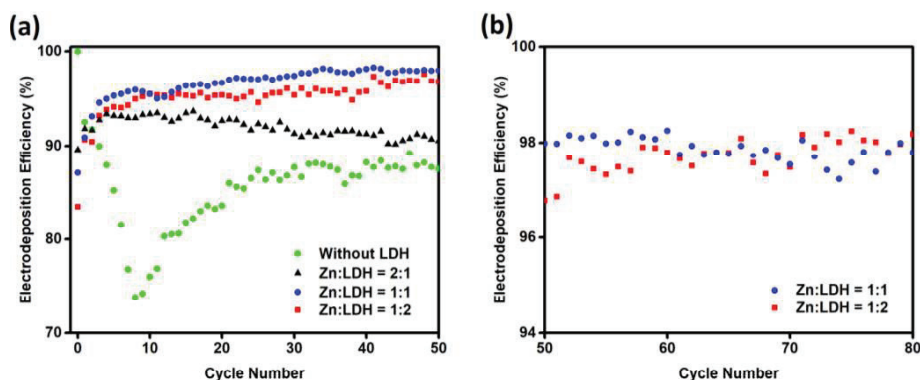 (a)
Electrodeposition Efficiency (%)
100
90
80
70
0
10
20
30
40
50
Cycle Number
Without LDH
Zn:LDH = 2:1
Zn:LDH = 1:1
Zn:LDH = 1:2
(b)
Electrodeposition Efficiency (%)
100
98
96
94
50
60
70
80
Cycle Number
Zn:LDH = 1:1
Zn:LDH = 1:2